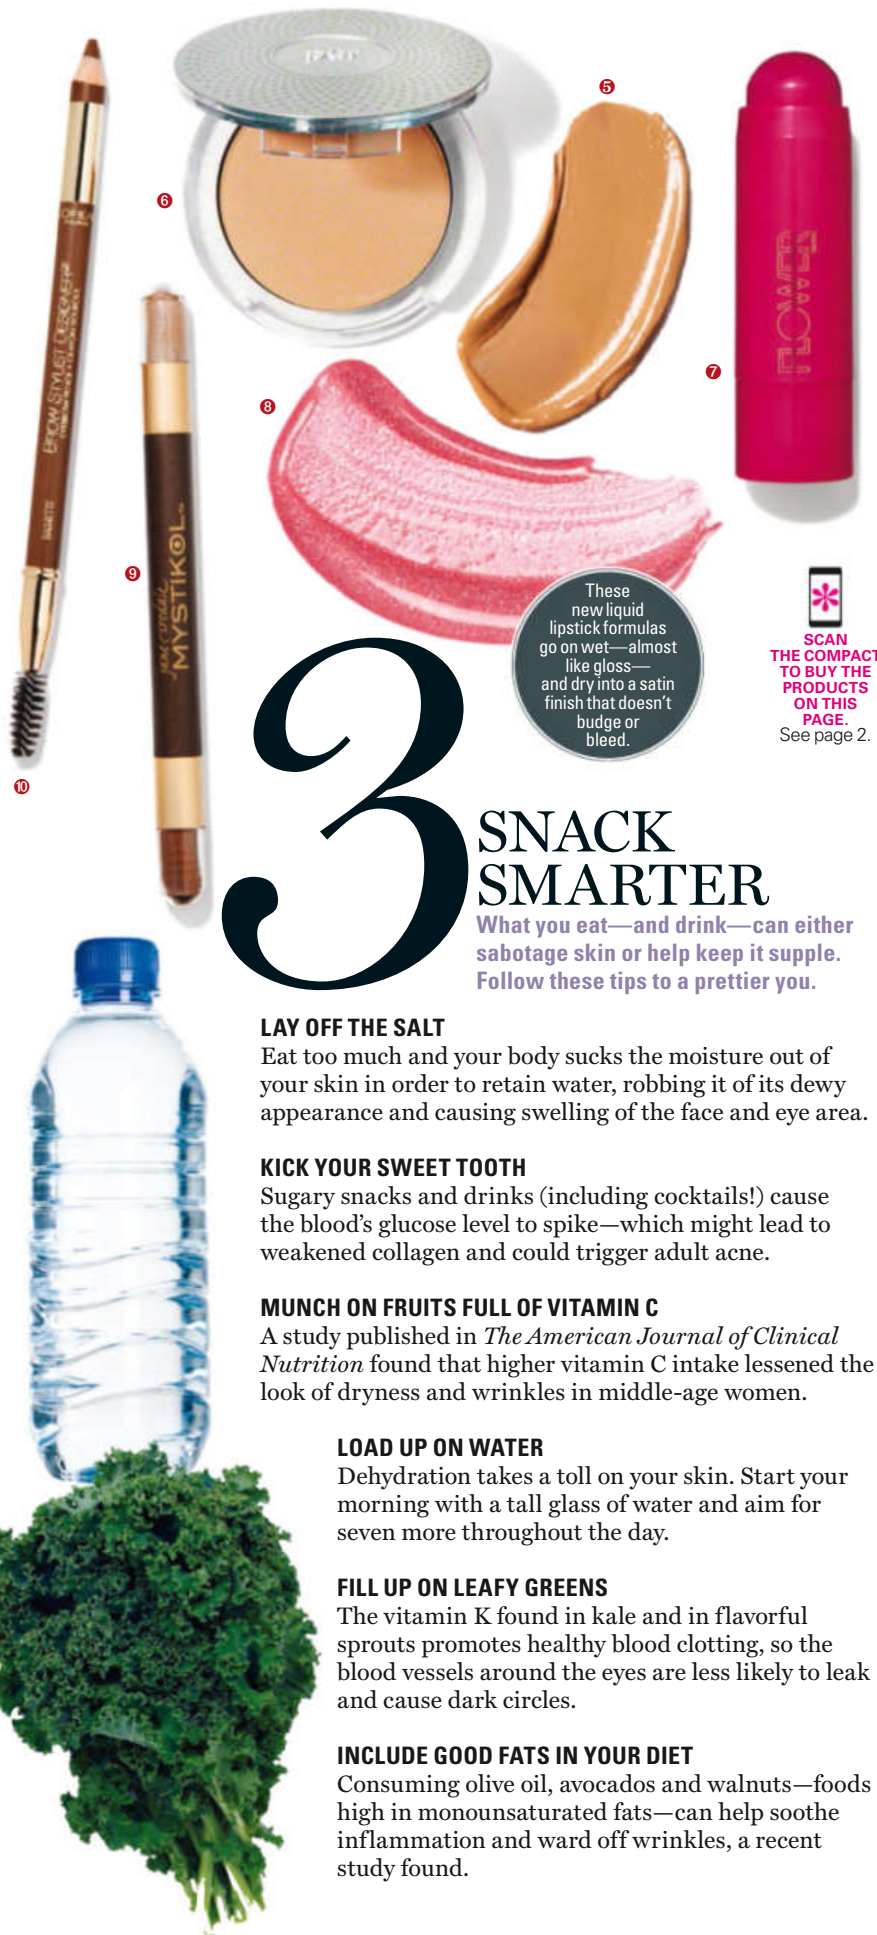 5
6
7
8
9
10
BROW STYLIST DESIGNER
MYSTIKOL
FLOWER
These
new liquid
lipstick formulas
go on wet—almost
like gloss—
and dry into a satin
finish that doesn’t
budge or
bleed.
SCAN
THE COMPACT
TO BUY THE
PRODUCTS
ON THIS
PAGE.
See page 2.
3
SNACK
SMARTER
What you eat—and drink—can either
sabotage skin or help keep it supple.
Follow these tips to a prettier you.
LAY OFF THE SALT
Eat too much and your body sucks the moisture out of
your skin in order to retain water, robbing it of its dewy
appearance and causing swelling of the face and eye area.
KICK YOUR SWEET TOOTH
Sugary snacks and drinks (including cocktails!) cause
the blood’s glucose level to spike—which might lead to
weakened collagen and could trigger adult acne.
MUNCH ON FRUITS FULL OF VITAMIN C
A study published in The American Journal of Clinical
Nutrition found that higher vitamin C intake lessened the
look of dryness and wrinkles in middle-age women.
LOAD UP ON WATER
Dehydration takes a toll on your skin. Start your
morning with a tall glass of water and aim for
seven more throughout the day.
FILL UP ON LEAFY GREENS
The vitamin K found in kale and in flavorful
sprouts promotes healthy blood clotting, so the
blood vessels around the eyes are less likely to leak
and cause dark circles.
INCLUDE GOOD FATS IN YOUR DIET
Consuming olive oil, avocados and walnuts—foods
high in monounsaturated fats—can help soothe
inflammation and ward off wrinkles, a recent
study found.